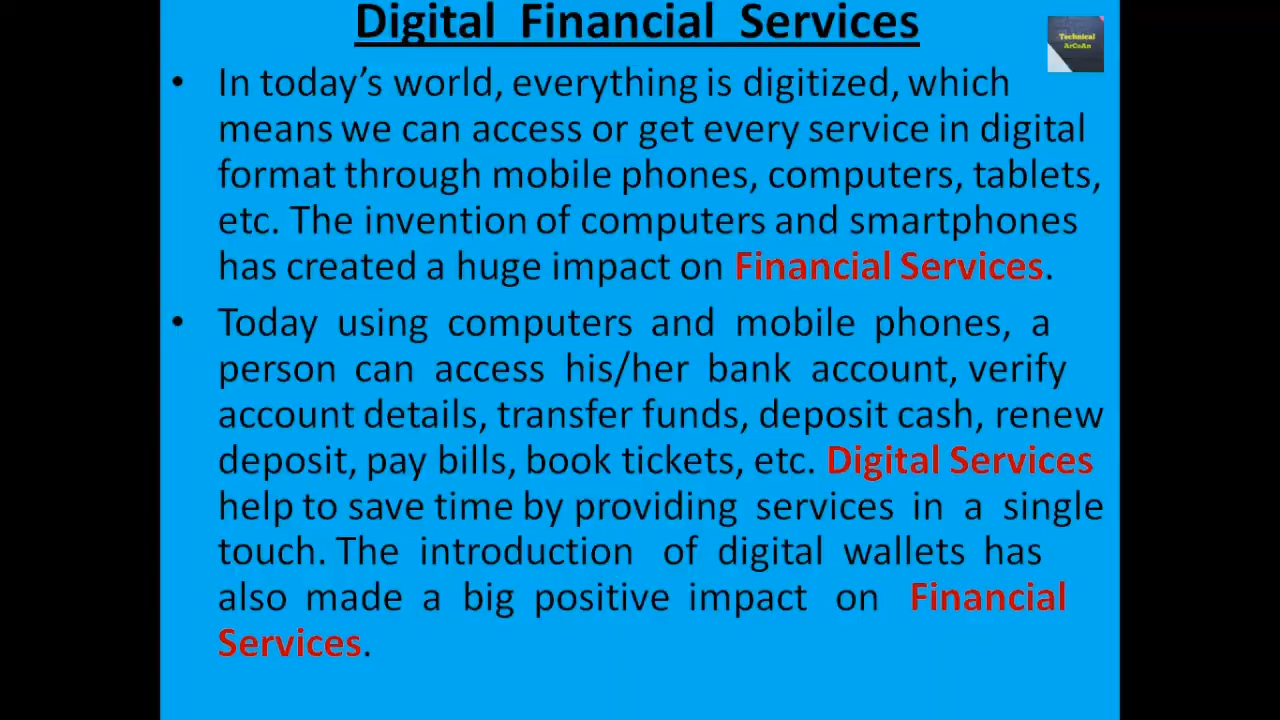 Digital Financial Services
Technical
ArCoAn
• In today's world, everything is digitized, which
means we can access or get every service in digital
format through mobile phones, computers, tablets,
etc. The invention of computers and smartphones
has created a huge impact on Financial Services.
• Today using computers and mobile phones, a
person can access his/her bank account, verify
account details, transfer funds, deposit cash, renew
deposit, pay bills, book tickets, etc. Digital Services
help to save time by providing services in a single
touch. The introduction of digital wallets has
also made a big positive impact on Financial
Services.